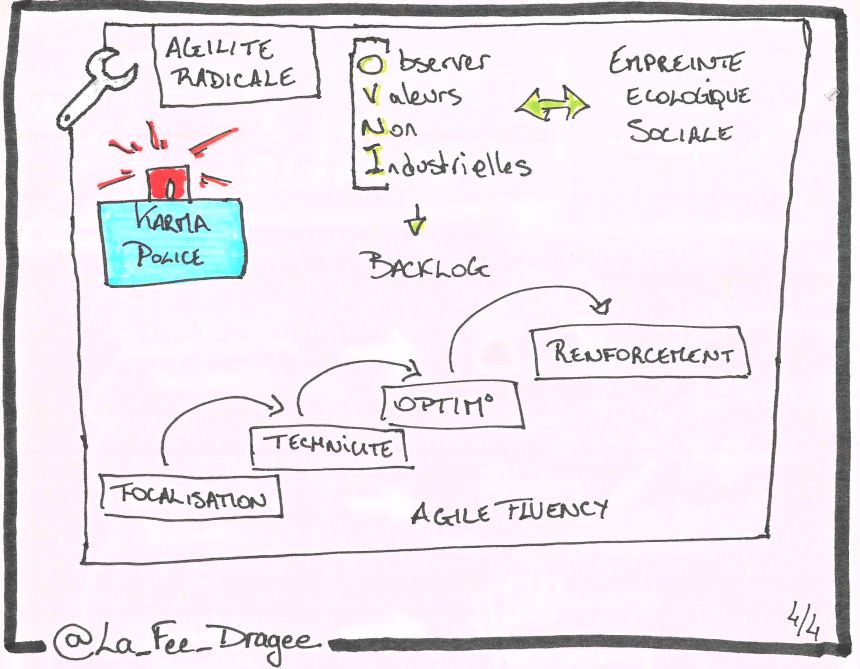 AGILITE
RADICALE
Observer
Valeurs
Non
Industrielles
EMPREINTE
ECOLOGIQUE
SOCIALE
KARMA
POLICE
BACKLOG
RENFORCEMENT
OPTIM°
TECHNICITE
FOCALISATION
AGILE FLUENCY
4/4
@La_Fee_Dragee